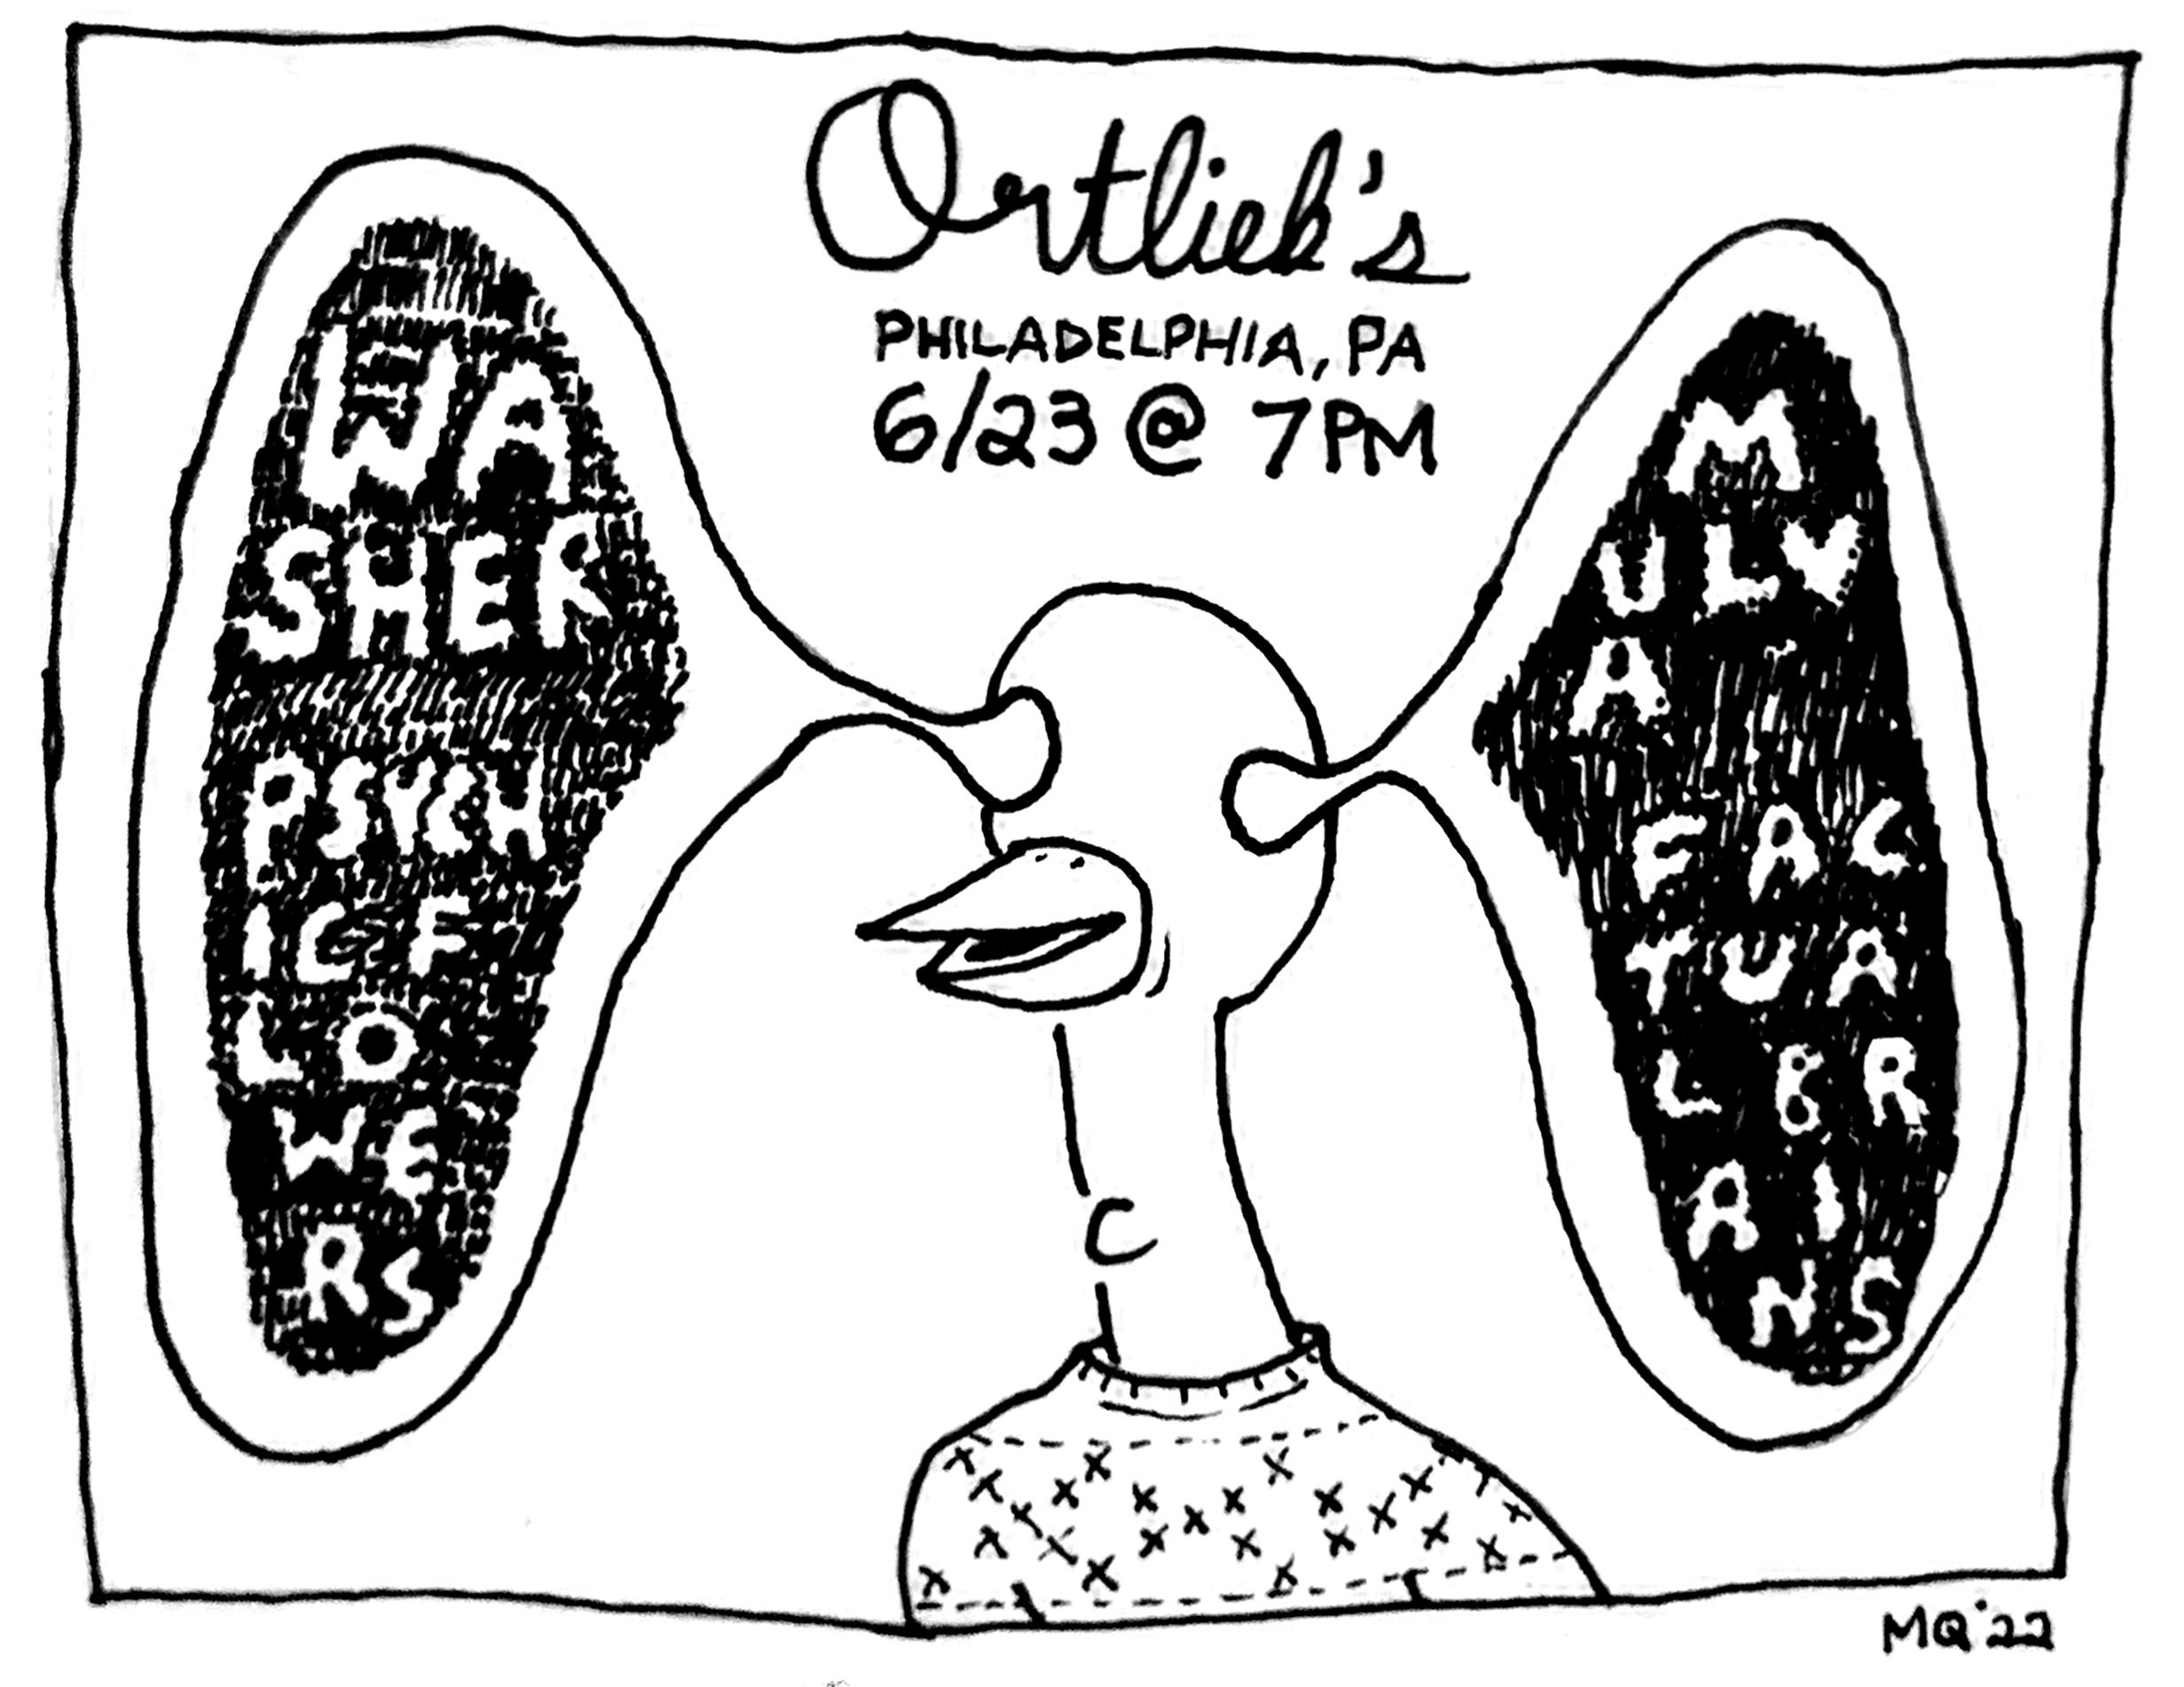 Ortlieb's
PHILADELPHIA, PA
6/23 @ 7PM
WA
SHER
PSYCH
IC F
LO
WE
RS
M
ULV
A
FAC
TUA
L BR
AI
NS
MQ '22